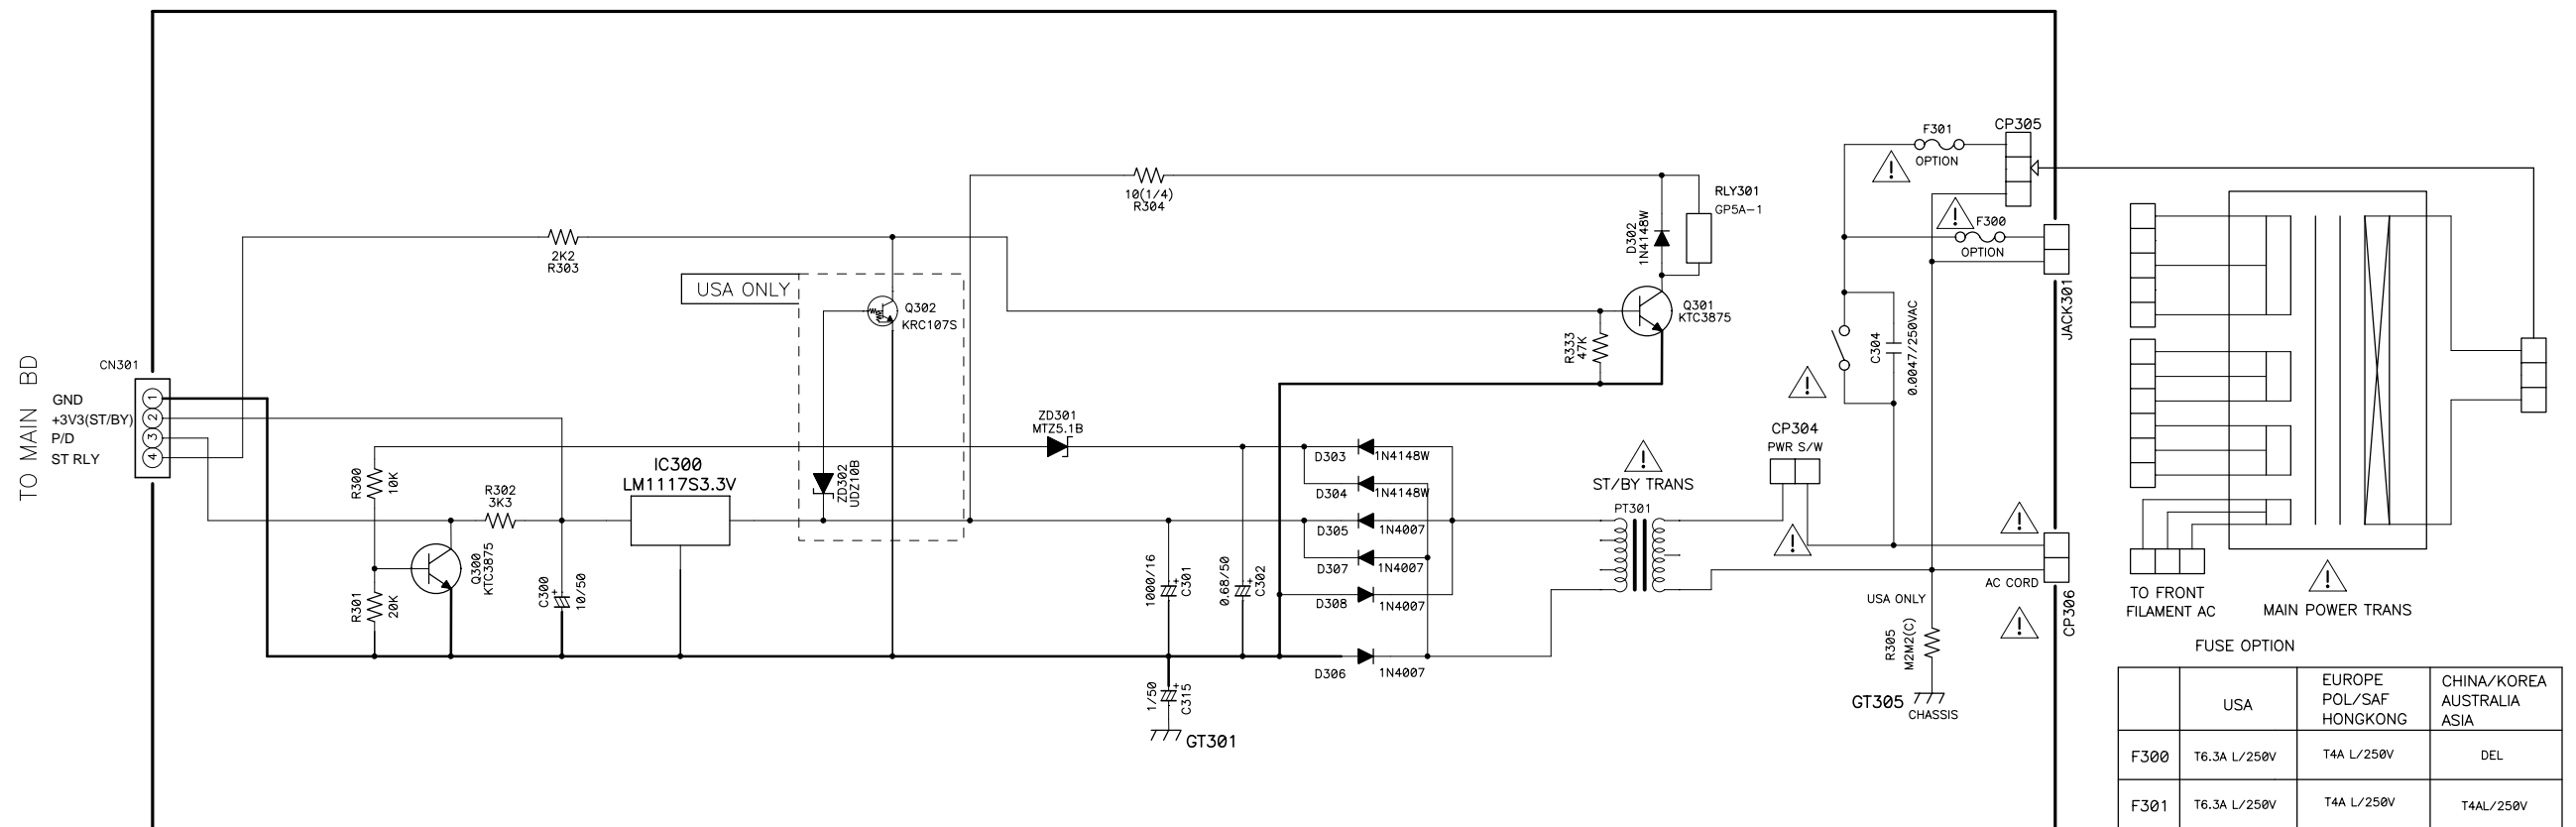 F301
OPTION
CP305
10(1/4)
R304
RLY301
GP5A-1
D302
1N4148W
F300
OPTION
2K2
R303
USA ONLY
Q302
KRC107S
Q301
KTC3875
R333
47K
C304
0.0047/250VAC
JACK301
TO MAIN BD
CN301
GND
+3V3(ST/BY)
P/D
ST RLY
1
2
3
4
ZD301
MTZ5.1B
CP304
PWR S/W
R300
10K
R302
3K3
IC300
LM1117S3.3V
ZD302
UDZ10B
D303
1N4148W
D304
1N4148W
D305
1N4007
D307
1N4007
D308
1N4007
D306
1N4007
ST/BY TRANS
PT301
Q300
KTC3875
R301
20K
C300
10/50
1000/16
C301
0.68/50
C302
1/50
C315
GT301
AC CORD
CP306
USA ONLY
R305
M2M2(C)
GT305
CHASSIS
TO FRONT
FILAMENT AC
MAIN POWER TRANS
FUSE OPTION
USA
EUROPE
POL/SAF
HONGKONG
CHINA/KOREA
AUSTRALIA
ASIA
F300
T6.3A L/250V
T4A L/250V
DEL
F301
T6.3A L/250V
T4A L/250V
T4AL/250V